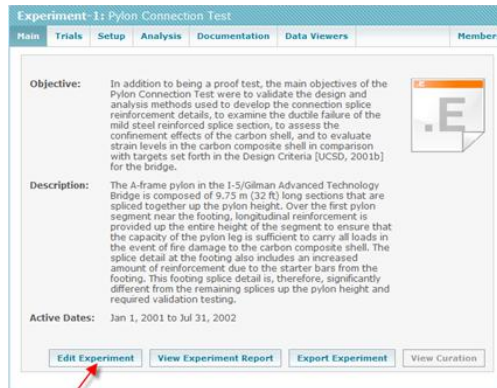 Experiment-1: Pylon Connection Test
Main Trials Setup Analysis Documentation Data Viewers Member
Objective: In addition to being a proof test, the main objectives of the
Pylon Connection Test were to validate the design and
analysis methods used to develop the connection splice
reinforcement details, to examine the ductile failure of the
mild steel reinforced splice section, to assess the
confinement effects of the carbon shell, and to evaluate
strain levels in the carbon composite shell in comparison
with targets set forth in the Design Criteria [UCSD, 2001b]
for the bridge.
.E
Description: The A-frame pylon in the I-5/Gilman Advanced Technology
Bridge is composed of 9.75 m (32 ft) long sections that are
spliced together up the pylon height. Over the first pylon
segment near the footing, longitudinal reinforcement is
provided up the entire height of the segment to ensure that
the capacity of the pylon leg is sufficient to carry all loads in
the event of fire damage to the carbon composite shell. The
splice detail at the footing also includes an increased
amount of reinforcement due to the starter bars from the
footing. This footing splice detail is, therefore, significantly
different from the remaining splices up the pylon height and
required validation testing.
Active Dates: Jan 1, 2001 to Jul 31, 2002
Edit Experiment View Experiment Report Export Experiment View Curation